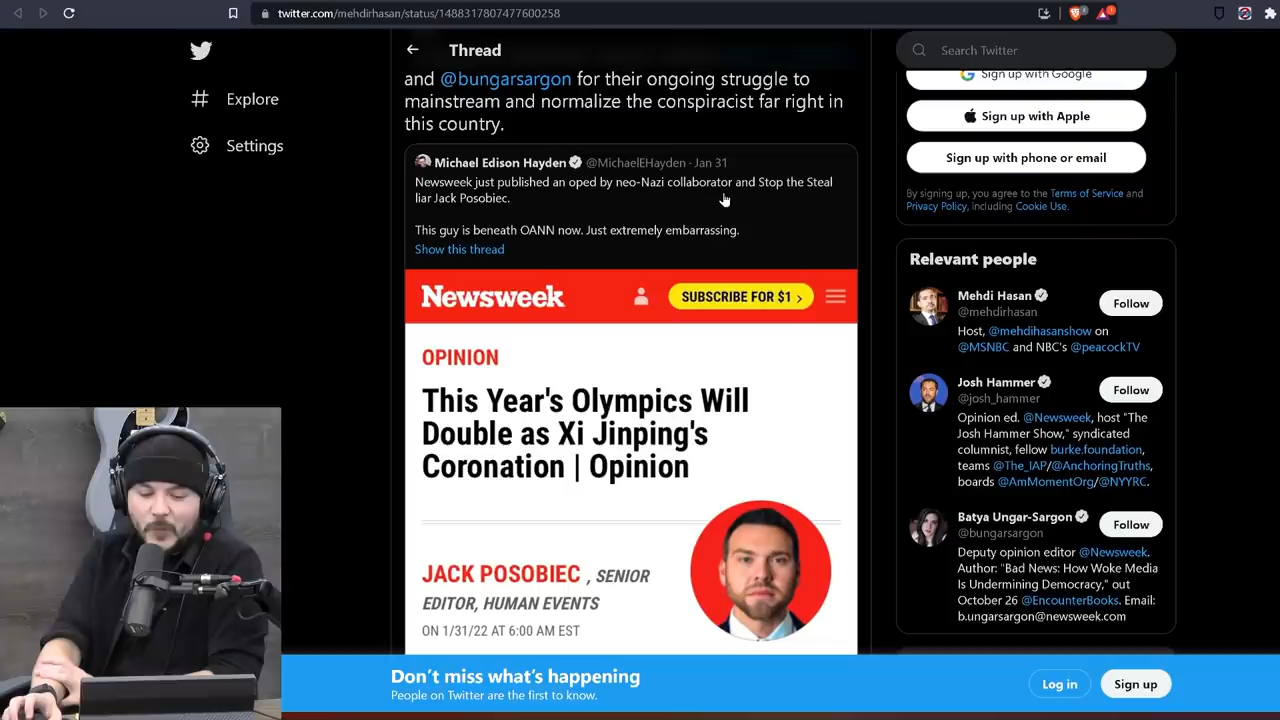 twitter.com/mehdirhasan/status/1488317807477600258
Explore
Settings
Thread
and @bungarsargon for their ongoing struggle to
mainstream and normalize the conspiracist far right in
this country.
Michael Edison Hayden @MichaelEHayden · Jan 31
Newsweek just published an oped by neo-Nazi collaborator and Stop the Steal
liar Jack Posobiec.
This guy is beneath OANN now. Just extremely embarrassing.
Show this thread
Newsweek
SUBSCRIBE FOR $1 >
OPINION
This Year's Olympics Will
Double as Xi Jinping's
Coronation | Opinion
JACK POSOBIEC , SENIOR
EDITOR, HUMAN EVENTS
ON 1/31/22 AT 6:00 AM EST
Search Twitter
Sign up with Google
Sign up with Apple
Sign up with phone or email
By signing up, you agree to the Terms of Service and
Privacy Policy, including Cookie Use.
Relevant people
Mehdi Hasan
@mehdirhasan
Follow
Host, @mehdihasanshow on
@MSNBC and NBC's @peacockTV
Josh Hammer
@josh_hammer
Follow
Opinion ed. @Newsweek, host "The
Josh Hammer Show," syndicated
columnist, fellow burke.foundation,
teams @The_IAP/@AnchoringTruths,
boards @AmMomentOrg/@NYYRC.
Batya Ungar-Sargon
@bungarsargon
Follow
Deputy opinion editor @Newsweek.
Author: "Bad News: How Woke Media
Is Undermining Democracy," out
October 26 @EncounterBooks. Email:
b.ungarsargon@newsweek.com
Don't miss what's happening
People on Twitter are the first to know.
Log in
Sign up